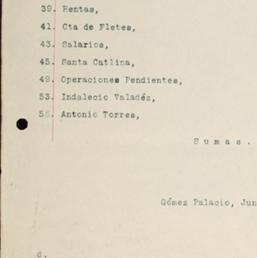 39. Rentas,
41. Cta de Fletes,
43. Salarios,
45. Santa Catlina,
49. Operaciones Pendientes,
53. Indalecio Valadéz,
55. Antonio Torres,
Sumas.
Gómez Palacio, Jun
d.